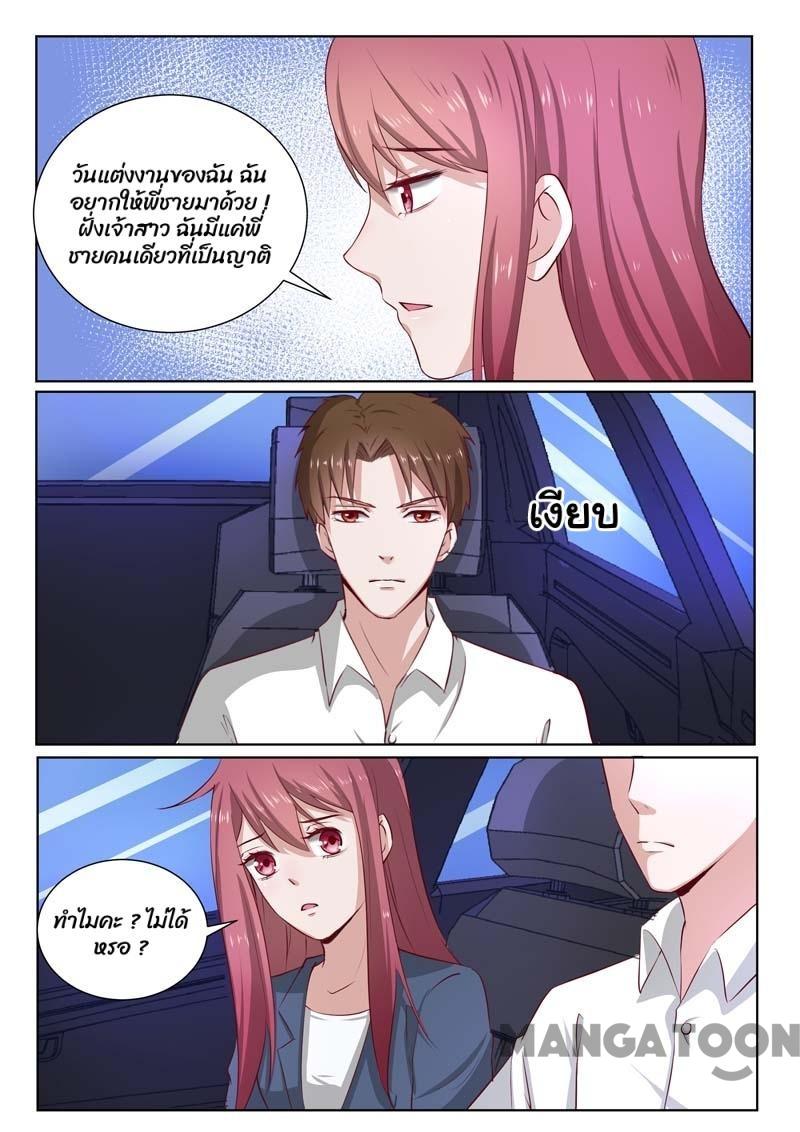 วันแต่งงานของฉัน ฉัน
อยากให้พี่ชายมาด้วย !
ฝั่งเจ้าสาว ฉันมีแค่พี่
ชายคนเดียวที่เป็นญาติ
เงียบ
ทำไมคะ ? ไม่ได้
หรอ ?
MANGATOON